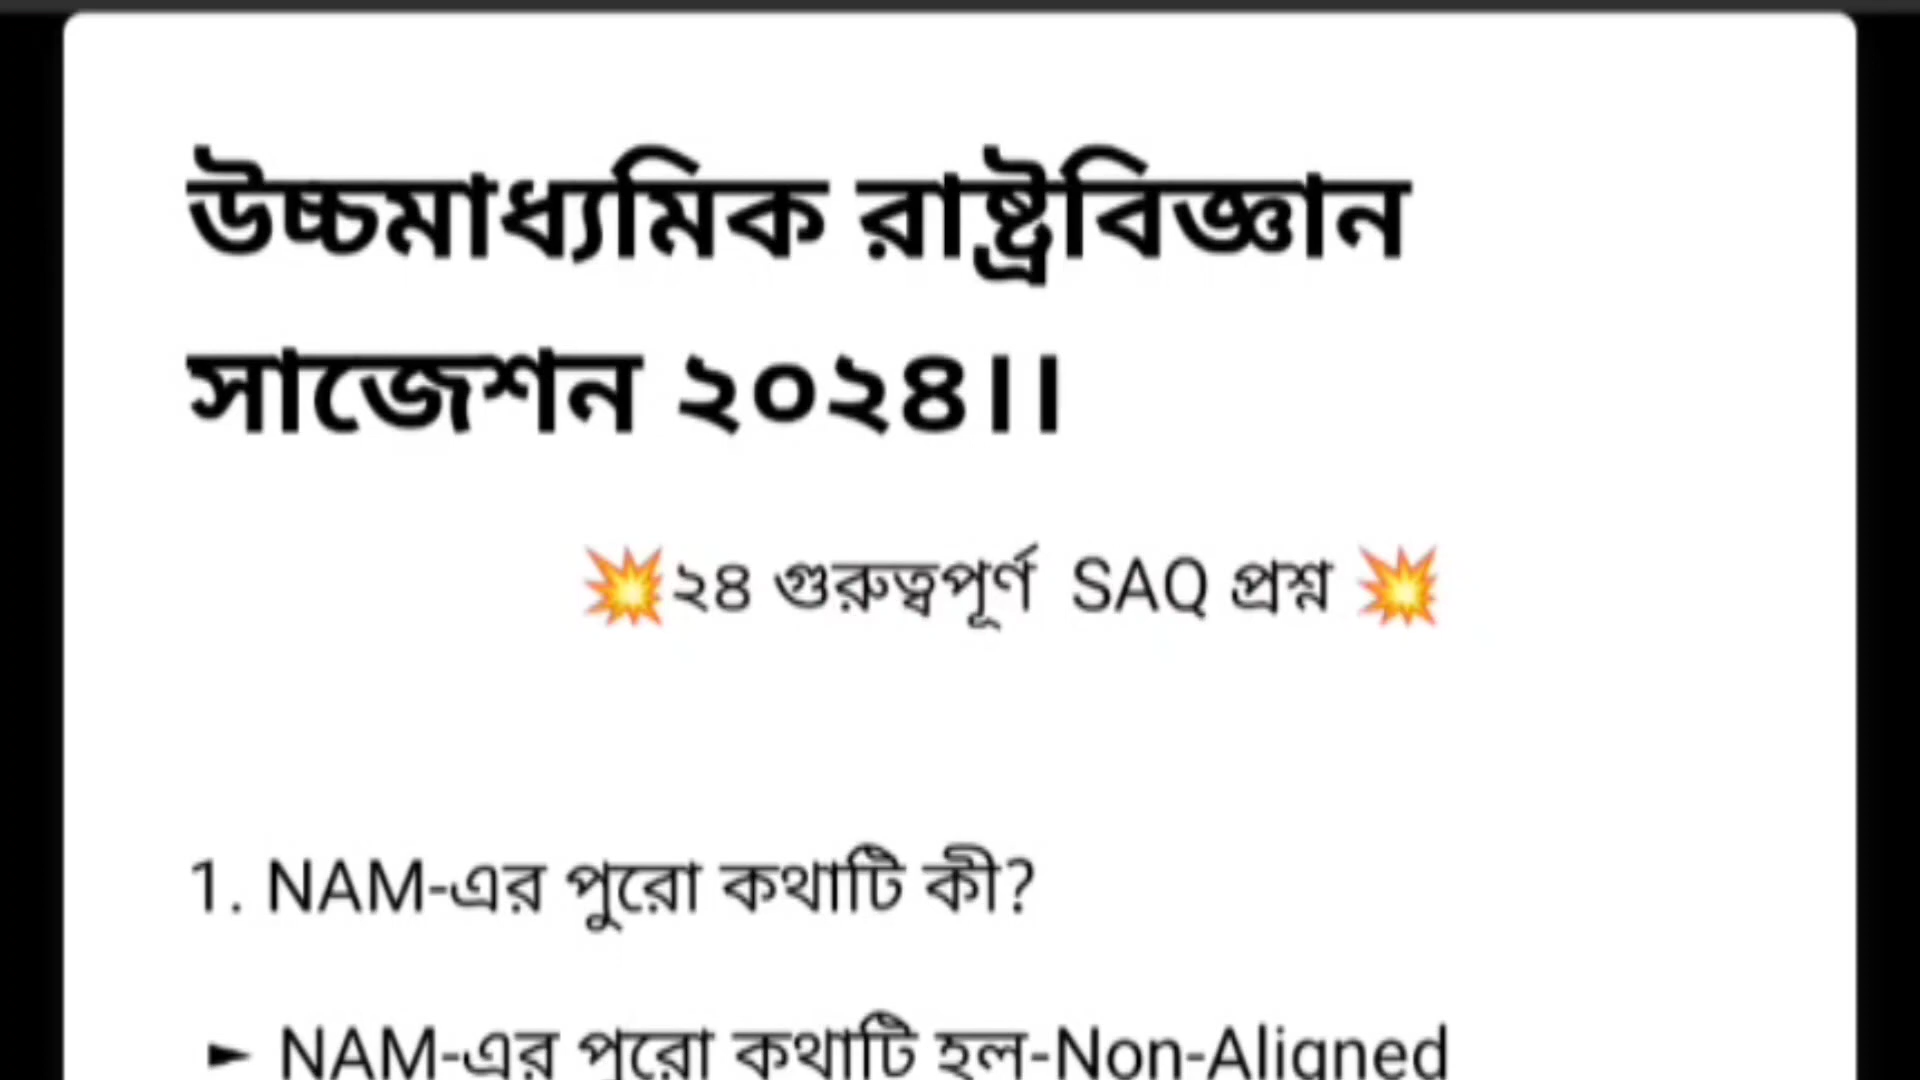 উচ্চমাধ্যমিক রাষ্ট্রবিজ্ঞান
সাজেশন ২০২৪।।
💥২৪ গুরুত্বপূর্ণ SAQ প্রশ্ন 💥
1. NAM-এর পুরো কথাটি কী?
► NAM-এর পুরো কথাটি হল-Non-Aligned